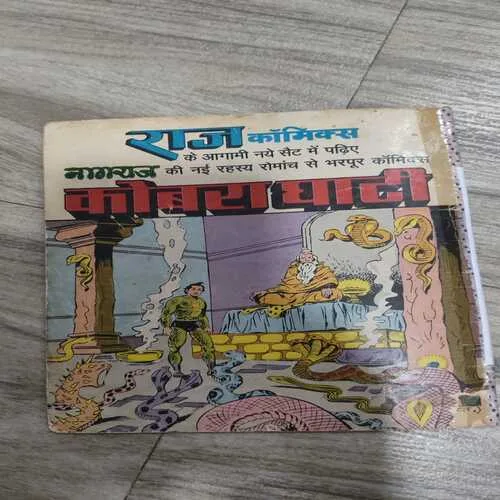 राज कॉमिक्स
के आगामी नये सैट में पढ़िए
नागराज की नई रहस्य रोमांच से भरपूर कॉमिक्स
कोबरा घाटी